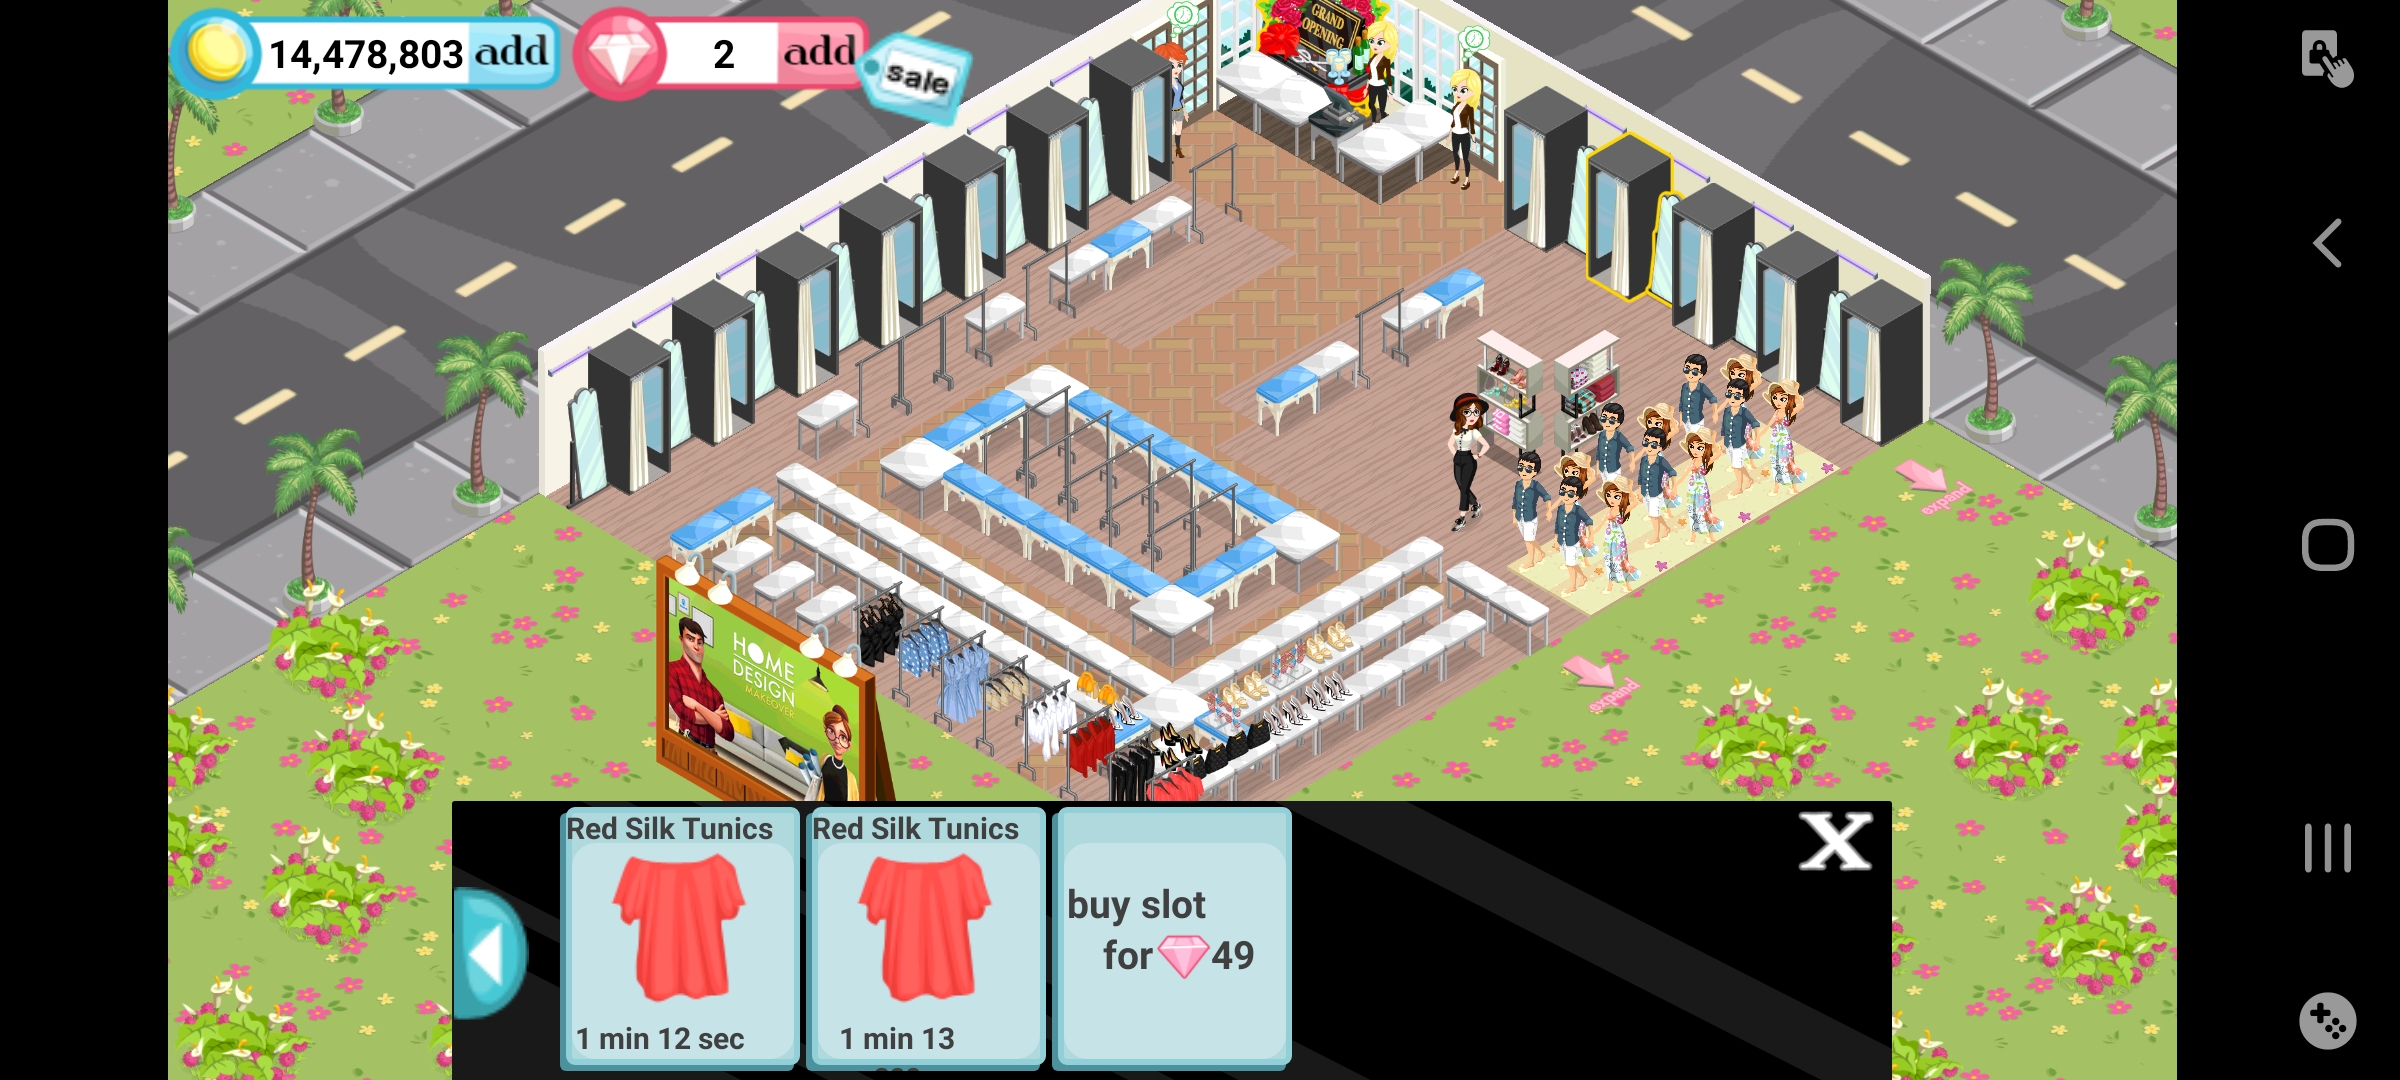 14,478,803 add
2 add
sale
GRAND
OPENING
expand
expand
HOME
DESIGN
MAKEOVER
Red Silk Tunics
1 min 12 sec
Red Silk Tunics
1 min 13
buy slot
for 49
X